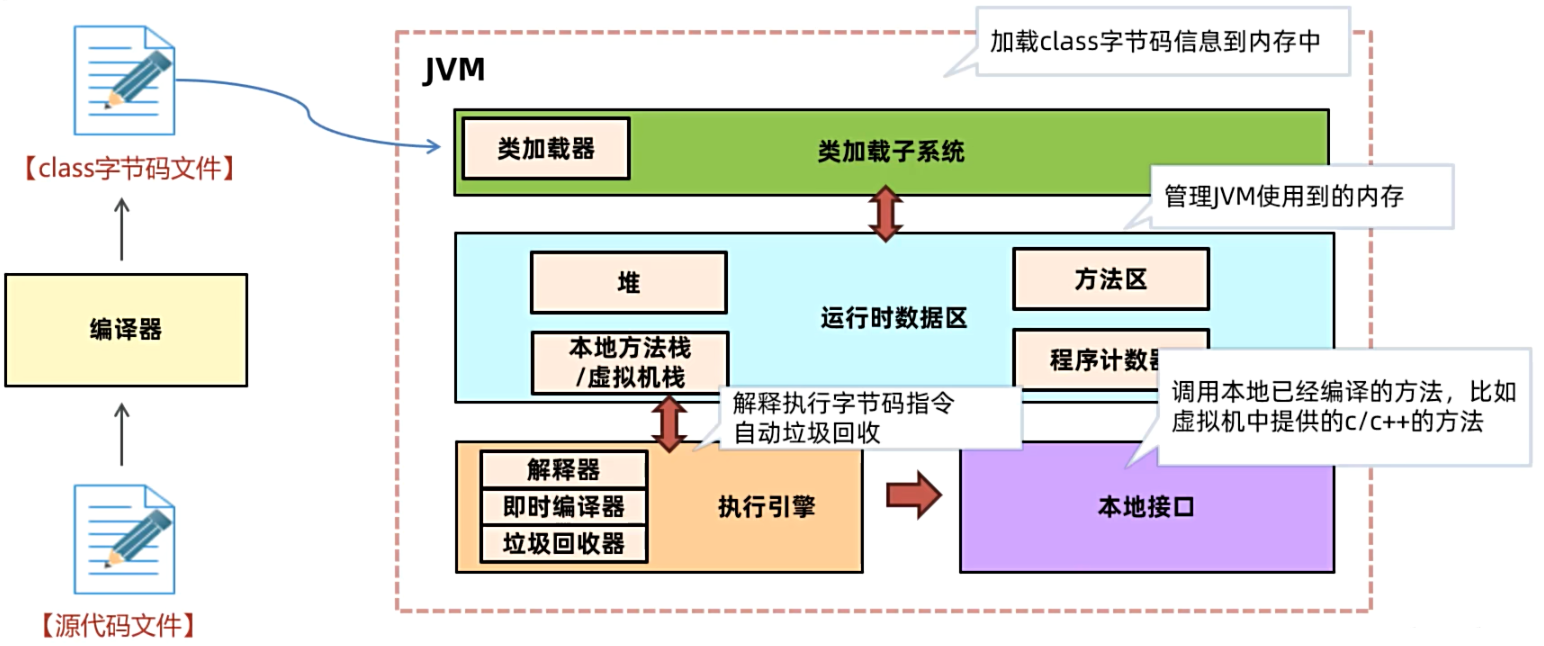 加载class字节码信息到内存中
JVM
类加载器
类加载子系统
【class字节码文件】
管理JVM使用到的内存
堆
方法区
编译器
运行时数据区
本地方法栈
/虚拟机栈
程序计数器
解释执行字节码指令
自动垃圾回收
调用本地已经编译的方法，比如
虚拟机中提供的c/c++的方法
解释器
即时编译器
垃圾回收器
执行引擎
本地接口
【源代码文件】